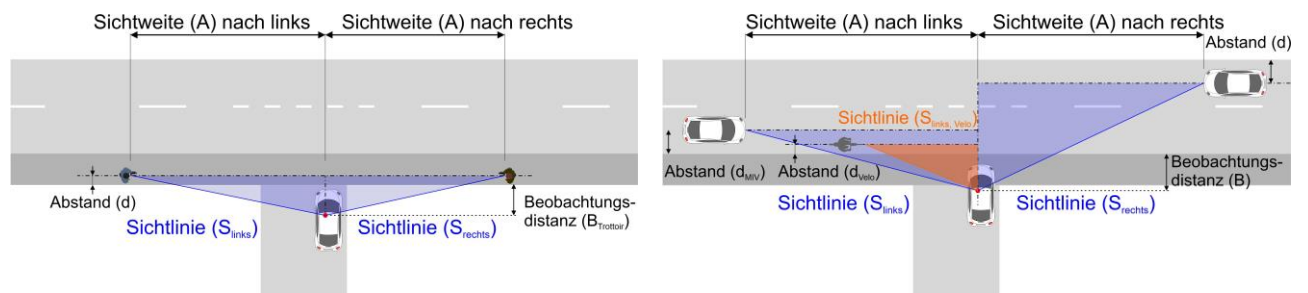 Sichtweite (A) nach links
Sichtweite (A) nach rechts
Abstand (d)
Beobachtungs-
distanz (B_Trottoir)
Sichtlinie (S_links)
Sichtlinie (S_rechts)
Sichtweite (A) nach links
Sichtweite (A) nach rechts
Abstand (d)
Sichtlinie (S_links, Velo)
Abstand (d_MIV)
Abstand (d_Velo)
Beobachtungs-
distanz (B)
Sichtlinie (S_links)
Sichtlinie (S_rechts)